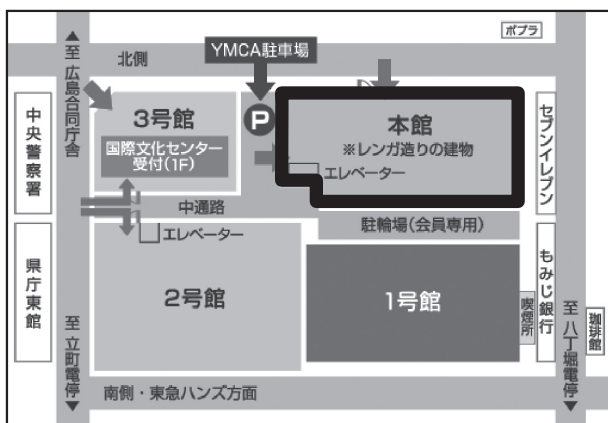 ポプラ
YMCA駐車場
北側
▲至 広島合同庁舎
中央警察署
3号館
国際文化センター
受付(1F)
P
本館
※レンガ造りの建物
エレベーター
セブンイレブン
中通路
駐輪場(会員専用)
エレベーター
県庁東館
2号館
1号館
喫煙所
もみじ銀行
至 立町電停▼
至 八丁堀電停▼
珈琲館
南側・東急ハンズ方面